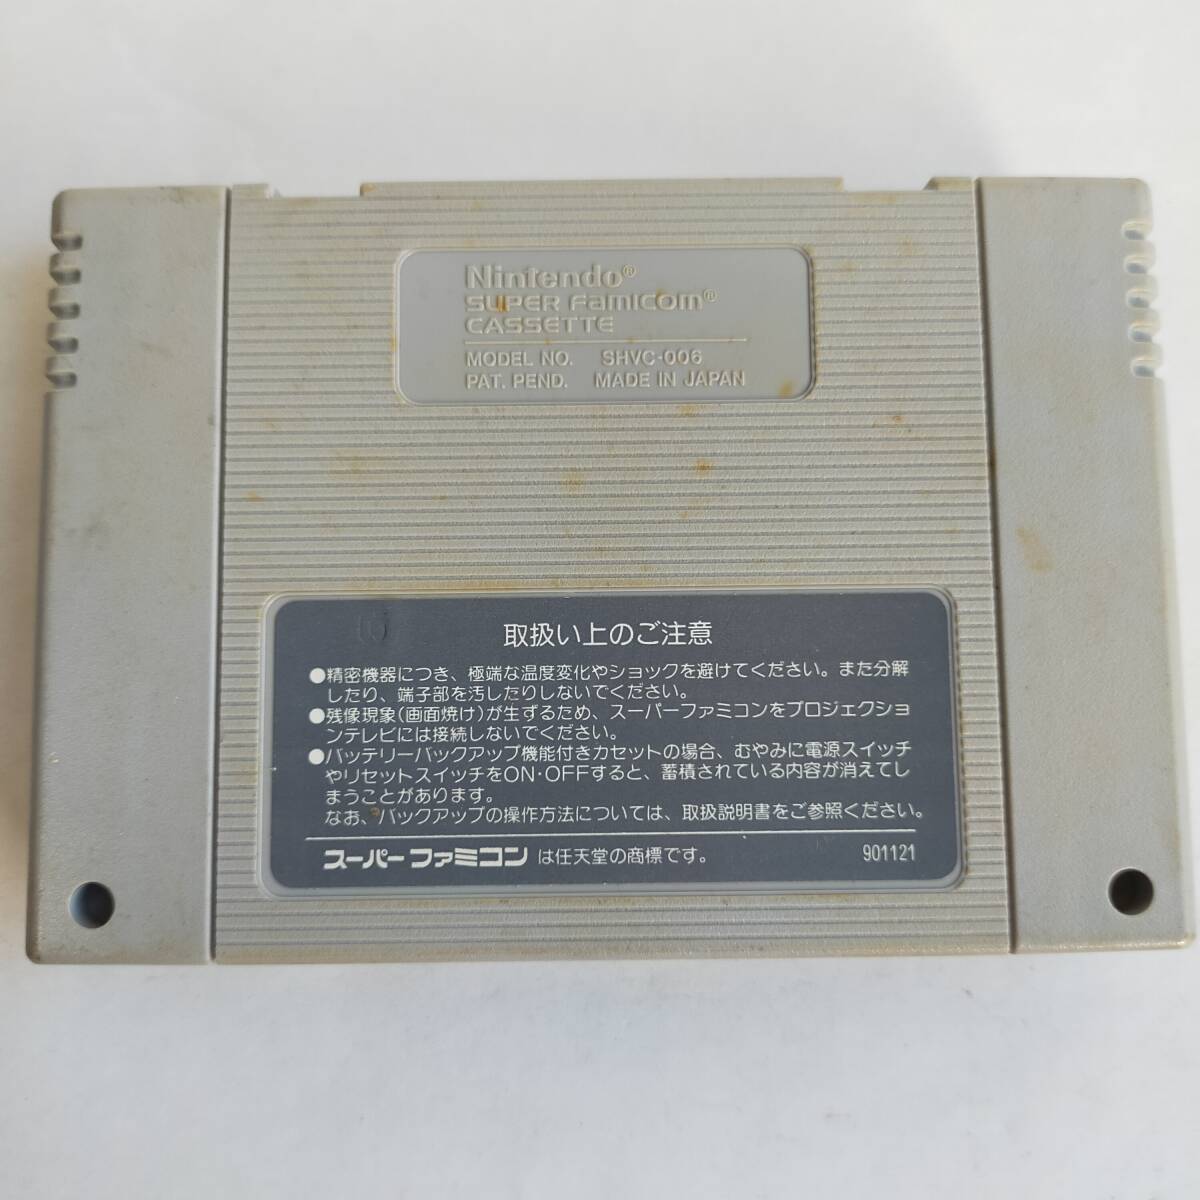 Nintendo®
SUPER Famicom®
CASSETTE
MODEL NO. SHVC-006
PAT. PEND. MADE IN JAPAN
取扱い上のご注意
●精密機器につき、極端な温度変化やショックを避けてください。また分解
したり、端子部を汚したりしないでください。
●残像現象(画面焼け)が生ずるため、スーパーファミコンをプロジェクショ
ンテレビには接続しないでください。
●バッテリーバックアップ機能付きカセットの場合、むやみに電源スイッチ
やリセットスイッチをON・OFFすると、蓄積されている内容が消えてし
まうことがあります。
なお、バックアップの操作方法については、取扱説明書をご参照ください。
スーパーファミコン は任天堂の商標です。 901121